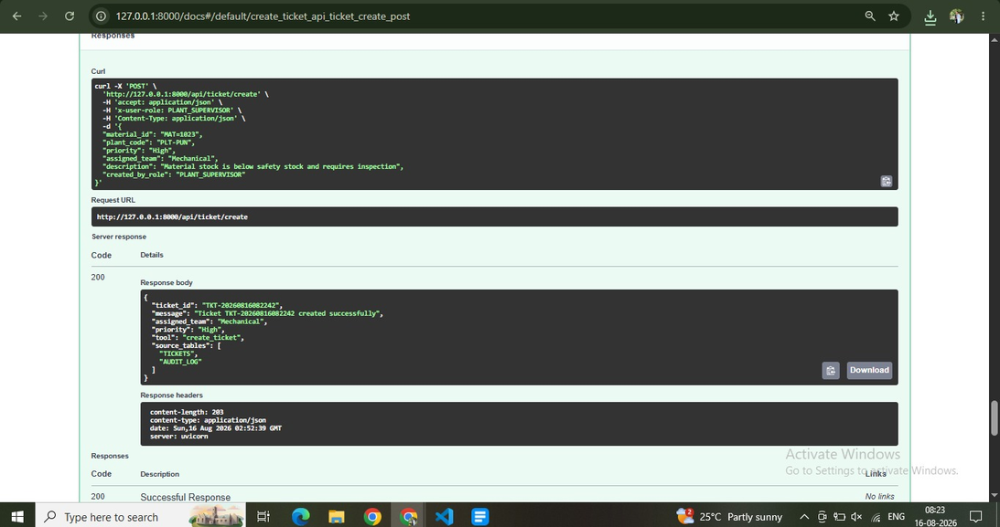 127.0.0.1:8000/docs#/default/create_ticket_api_ticket_create_post
Responses
Curl
curl -X 'POST' \
  'http://127.0.0.1:8000/api/ticket/create' \
  -H 'accept: application/json' \
  -H 'x-user-role: PLANT_SUPERVISOR' \
  -H 'Content-Type: application/json' \
  -d '{
  "material_id": "MAT=1023",
  "plant_code": "PLT-PUN",
  "priority": "High",
  "assigned_team": "Mechanical",
  "description": "Material stock is below safety stock and requires inspection",
  "created_by_role": "PLANT_SUPERVISOR"
}'
Request URL
http://127.0.0.1:8000/api/ticket/create
Server response
Code Details
200
Response body
{
  "ticket_id": "TKT-20260816082242",
  "message": "Ticket TKT-20260816082242 created successfully",
  "assigned_team": "Mechanical",
  "priority": "High",
  "tool": "create_ticket",
  "source_tables": [
    "TICKETS",
    "AUDIT_LOG"
  ]
}
Download
Response headers
content-length: 203
content-type: application/json
date: Sun,16 Aug 2026 02:52:39 GMT
server: uvicorn
Responses
Code Description Links
200 Successful Response No links
Activate Windows
Go to Settings to activate Windows.
Type here to search
2
25°C Partly sunny
ENG
08:23
16-08-2026